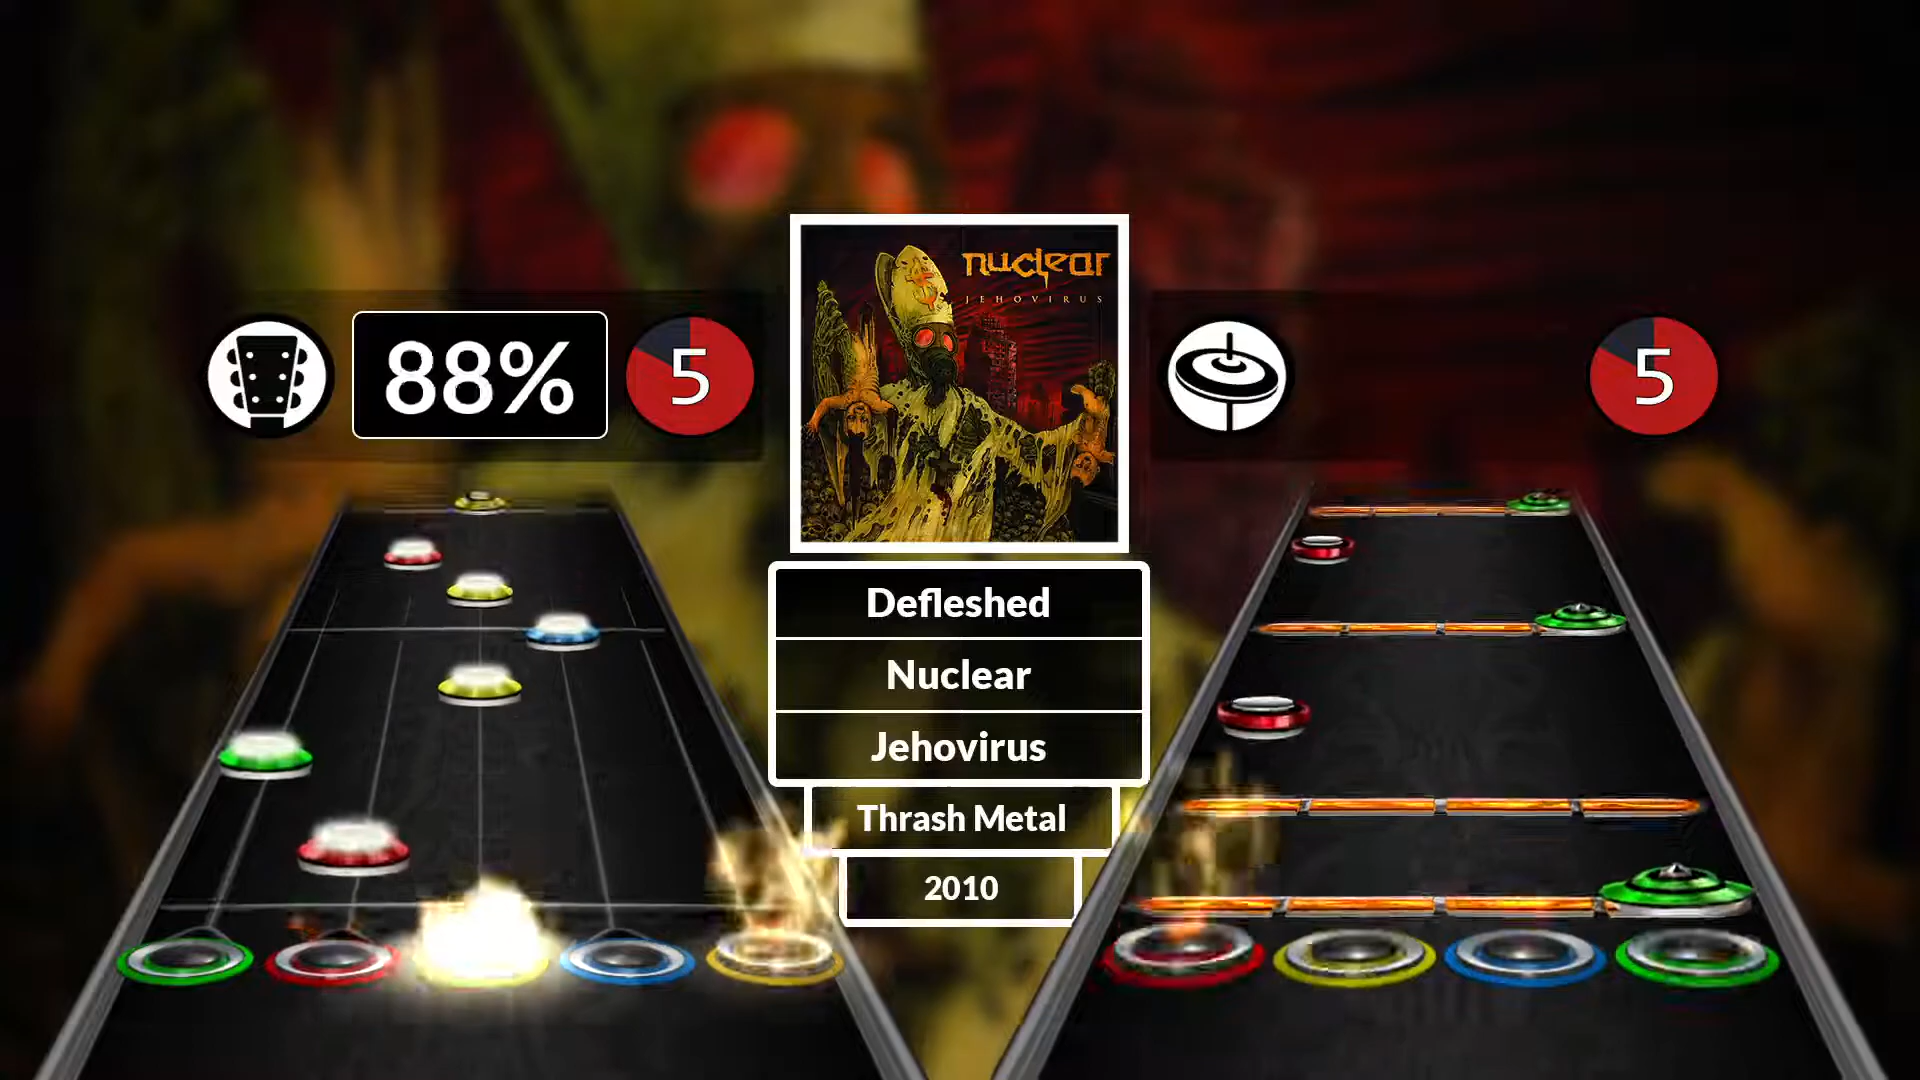 nuclear
JEHOVIRUS
88%
5
5
Defleshed
Nuclear
Jehovirus
Thrash Metal
2010